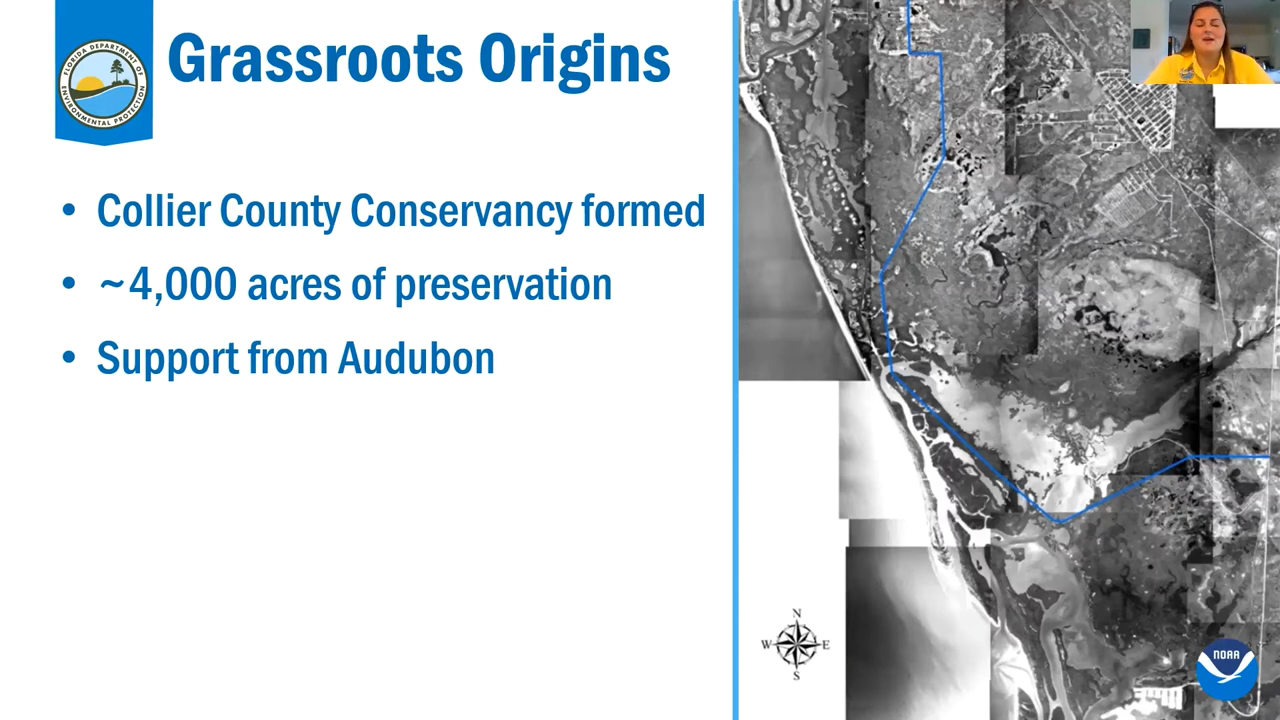 Grassroots Origins
FLORIDA DEPARTMENT OF
ENVIRONMENTAL PROTECTION
• Collier County Conservancy formed
• ~4,000 acres of preservation
• Support from Audubon
N
W E
S
NOAA